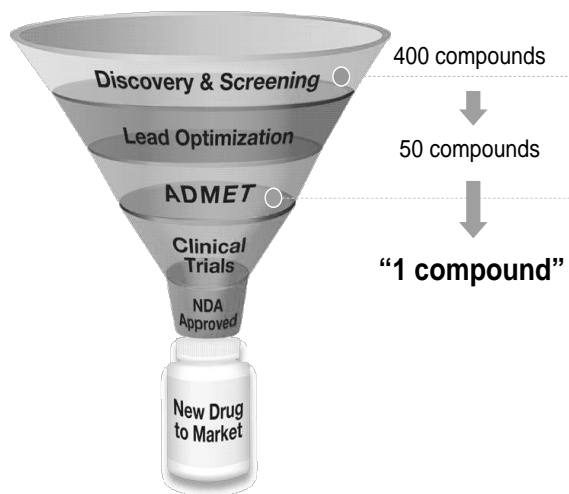 Discovery & Screening
400 compounds
Lead Optimization
50 compounds
ADMET
Clinical
Trials
“1 compound”
NDA
Approved
New Drug
to Market